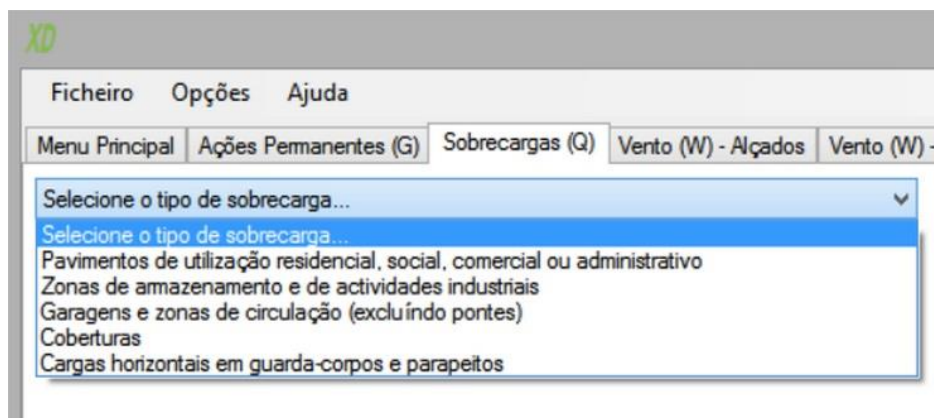 XD
Ficheiro Opções Ajuda
Menu Principal Ações Permanentes (G) Sobrecargas (Q) Vento (W) - Alçados Vento (W) -
Selecione o tipo de sobrecarga...
Selecione o tipo de sobrecarga...
Pavimentos de utilização residencial, social, comercial ou administrativo
Zonas de armazenamento e de actividades industriais
Garagens e zonas de circulação (excluíndo pontes)
Coberturas
Cargas horizontais em guarda-corpos e parapeitos